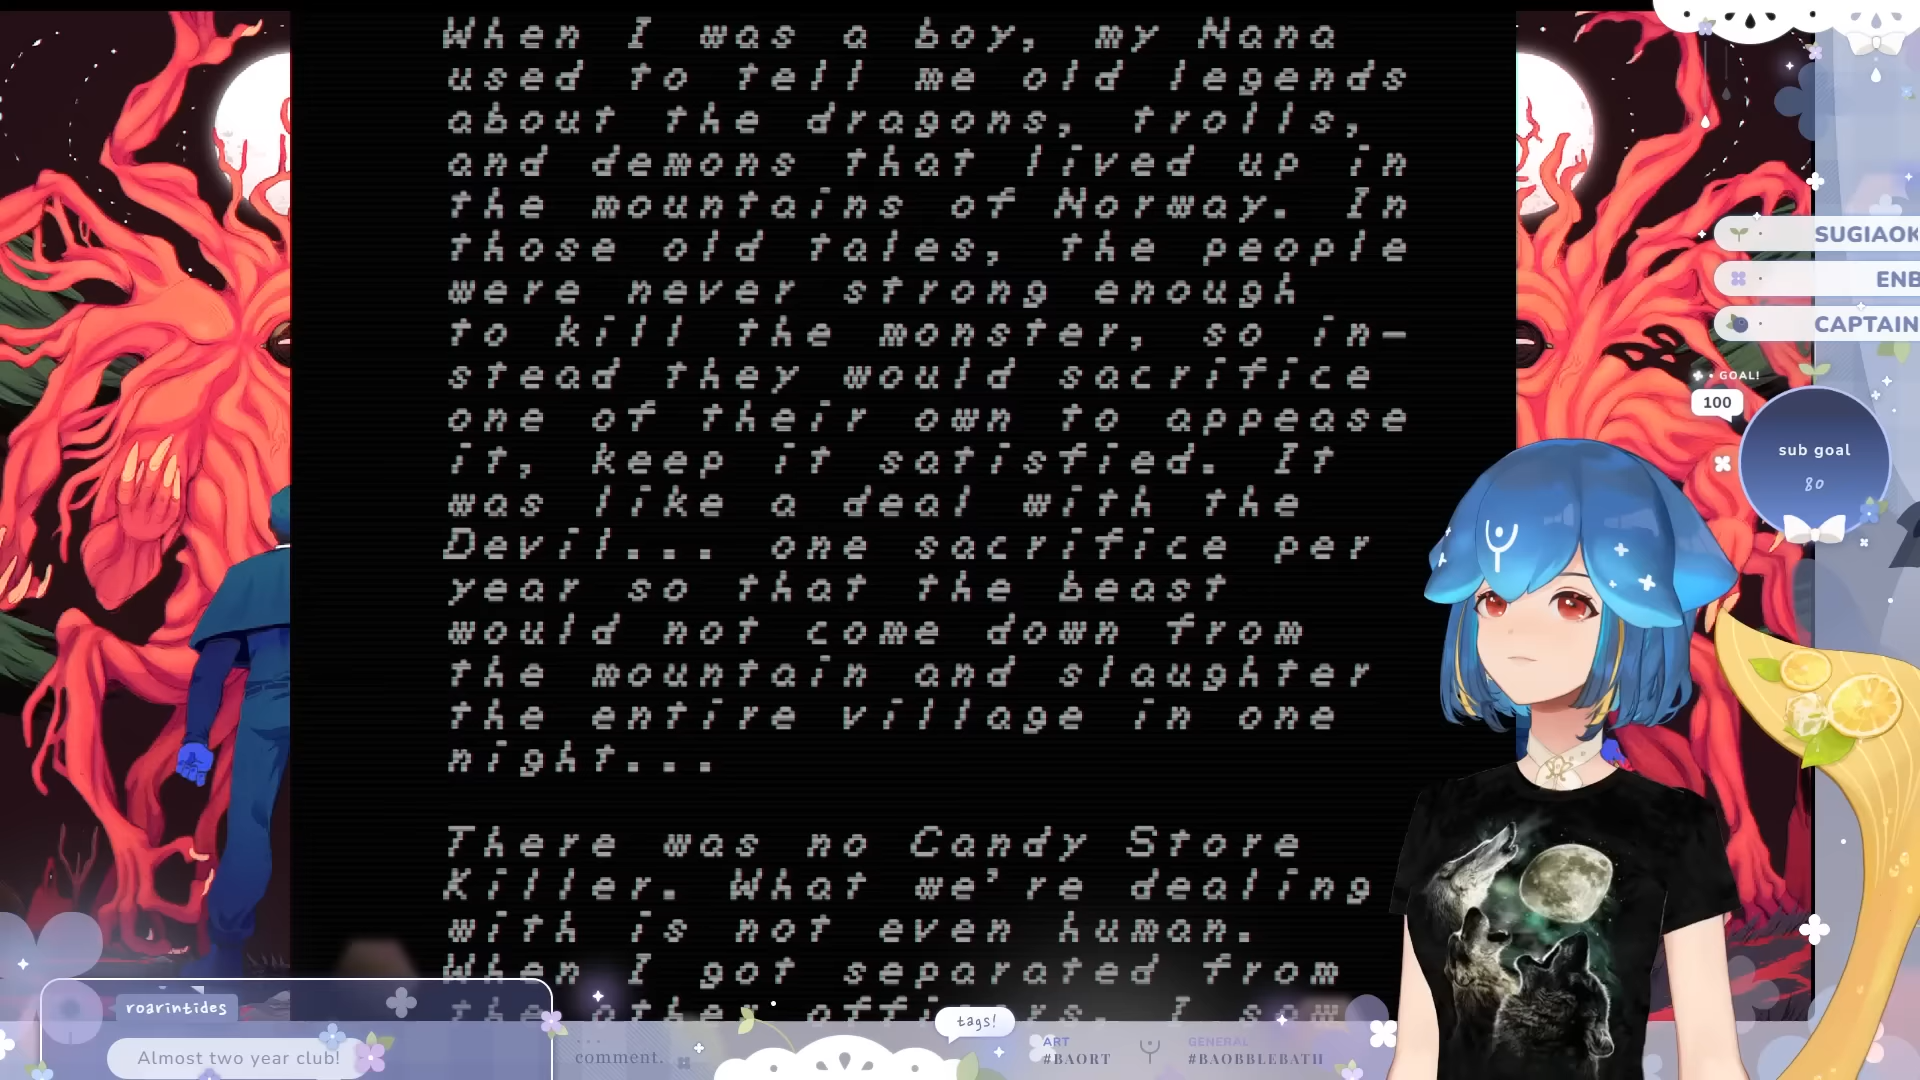 When I was a boy, my Nana
used to tell me old legends
about the dragons, trolls,
and demons that lived up in
the mountains of Norway. In
those old tales, the people
were never strong enough
to kill the monster, so in-
stead they would sacrifice
one of their own to appease
it, keep it satisfied. It
was like a deal with the
Devil... one sacrifice per
year so that the beast
would not come down from
the mountain and slaughter
the entire village in one
night...
There was no Candy Store
Killer. What we're dealing
with is not even human.
When I got separated from
the other officers, I saw
SUGIAOK
ENB
CAPTAIN
GOAL!
100
sub goal
80
roarintides
Almost two year club!
comment.
tags!
ART
#BAORT
GENERAL
#BAOBBLEBATH